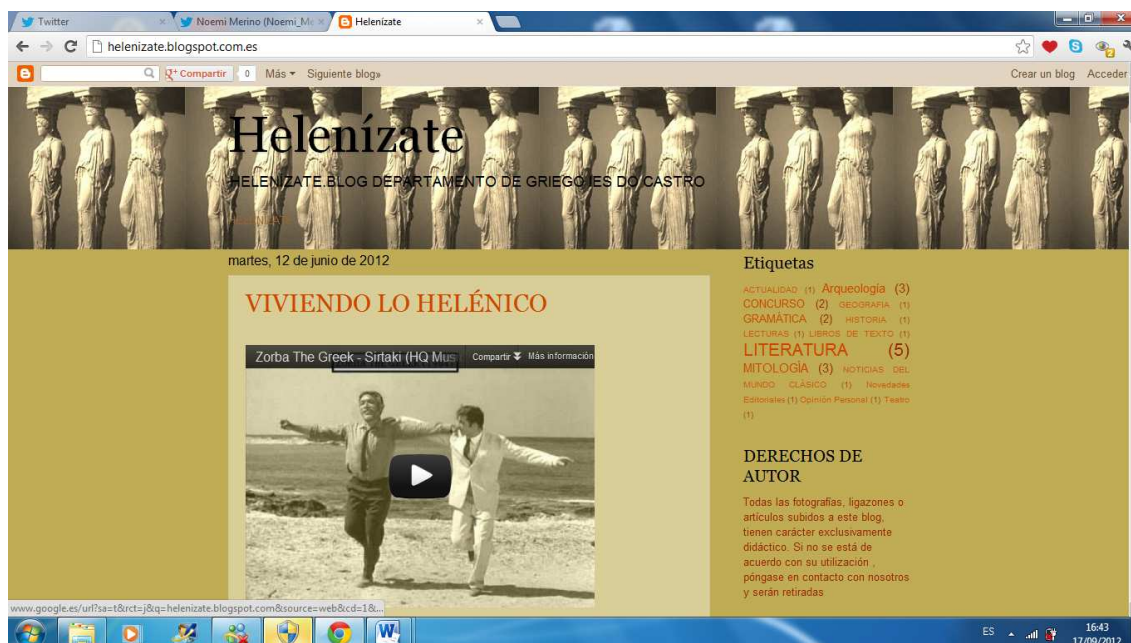 Twitter
Noemi Merino (Noemi_Me
Helenízate
helenizate.blogspot.com.es
Compartir 0 Más Siguiente blog»
Crear un blog Acceder
Helenízate
HELENÍZATE.BLOG DEPARTAMENTO DE GRIEGO IES DO CASTRO
martes, 12 de junio de 2012
VIVIENDO LO HELÉNICO
Zorba The Greek - Sirtaki (HQ Mus
Compartir Más información
Etiquetas
ACTUALIDAD (1) Arqueología (3)
CONCURSO (2) GEOGRAFÍA (1)
GRAMÁTICA (2) HISTORIA (1)
LECTURAS (1) LIBROS DE TEXTO (1)
LITERATURA (5)
MITOLOGÍA (3) NOTICIAS DEL
MUNDO CLÁSICO (1) Novedades
Editoriales (1) Opinión Personal (1) Teatro
(1)
DERECHOS DE
AUTOR
Todas las fotografías, ligazones o
artículos subidos a este blog,
tienen carácter exclusivamente
didáctico. Si no se está de
acuerdo con su utilización ,
póngase en contacto con nosotros
y serán retiradas
www.google.es/url?sa=t&rct=j&q=helenizate.blogspot.com&source=web&cd=1&...
ES
16:43
17/09/2012